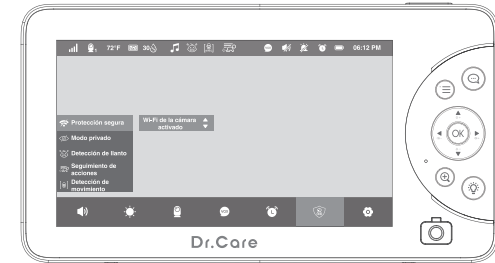 72°F 30 06:12 PM
Protección segura
Wi-Fi de la cámara
activado
Modo privado
Detección de llanto
Seguimiento de
acciones
Detección de
movimiento
OK
Dr.Care